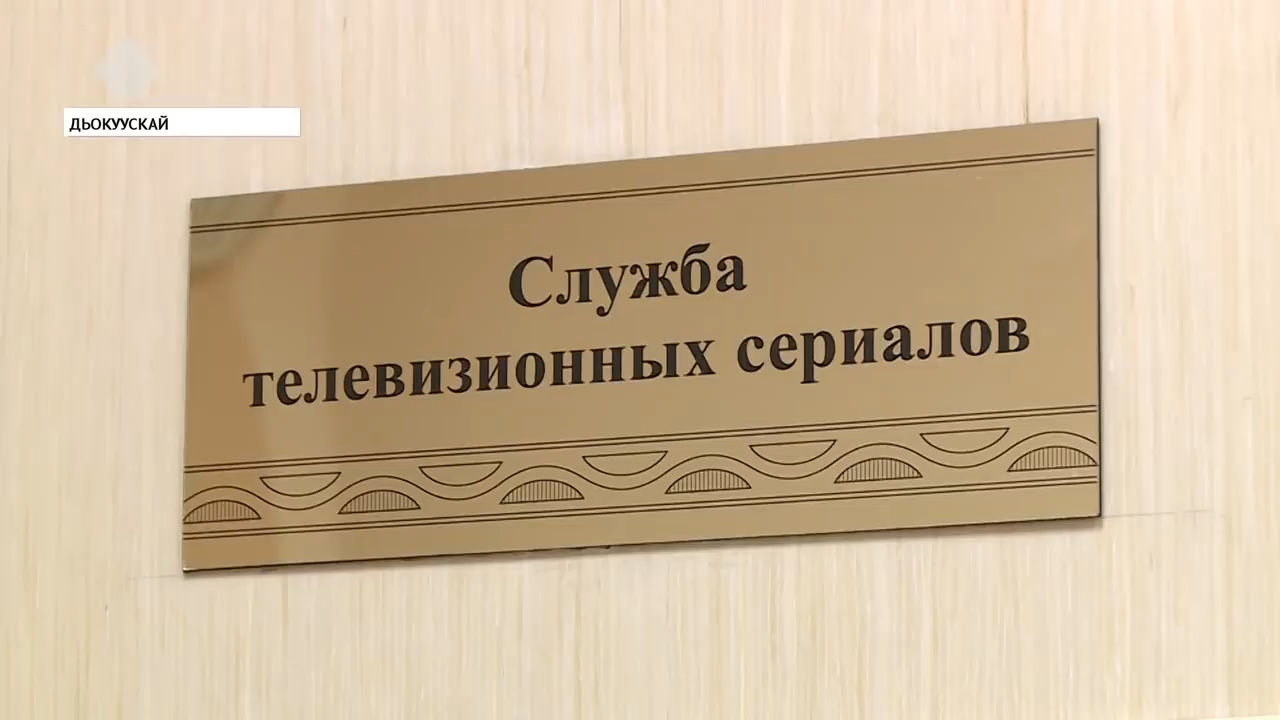 ДЬОКУУСКАЙ
Служба
телевизионных сериалов